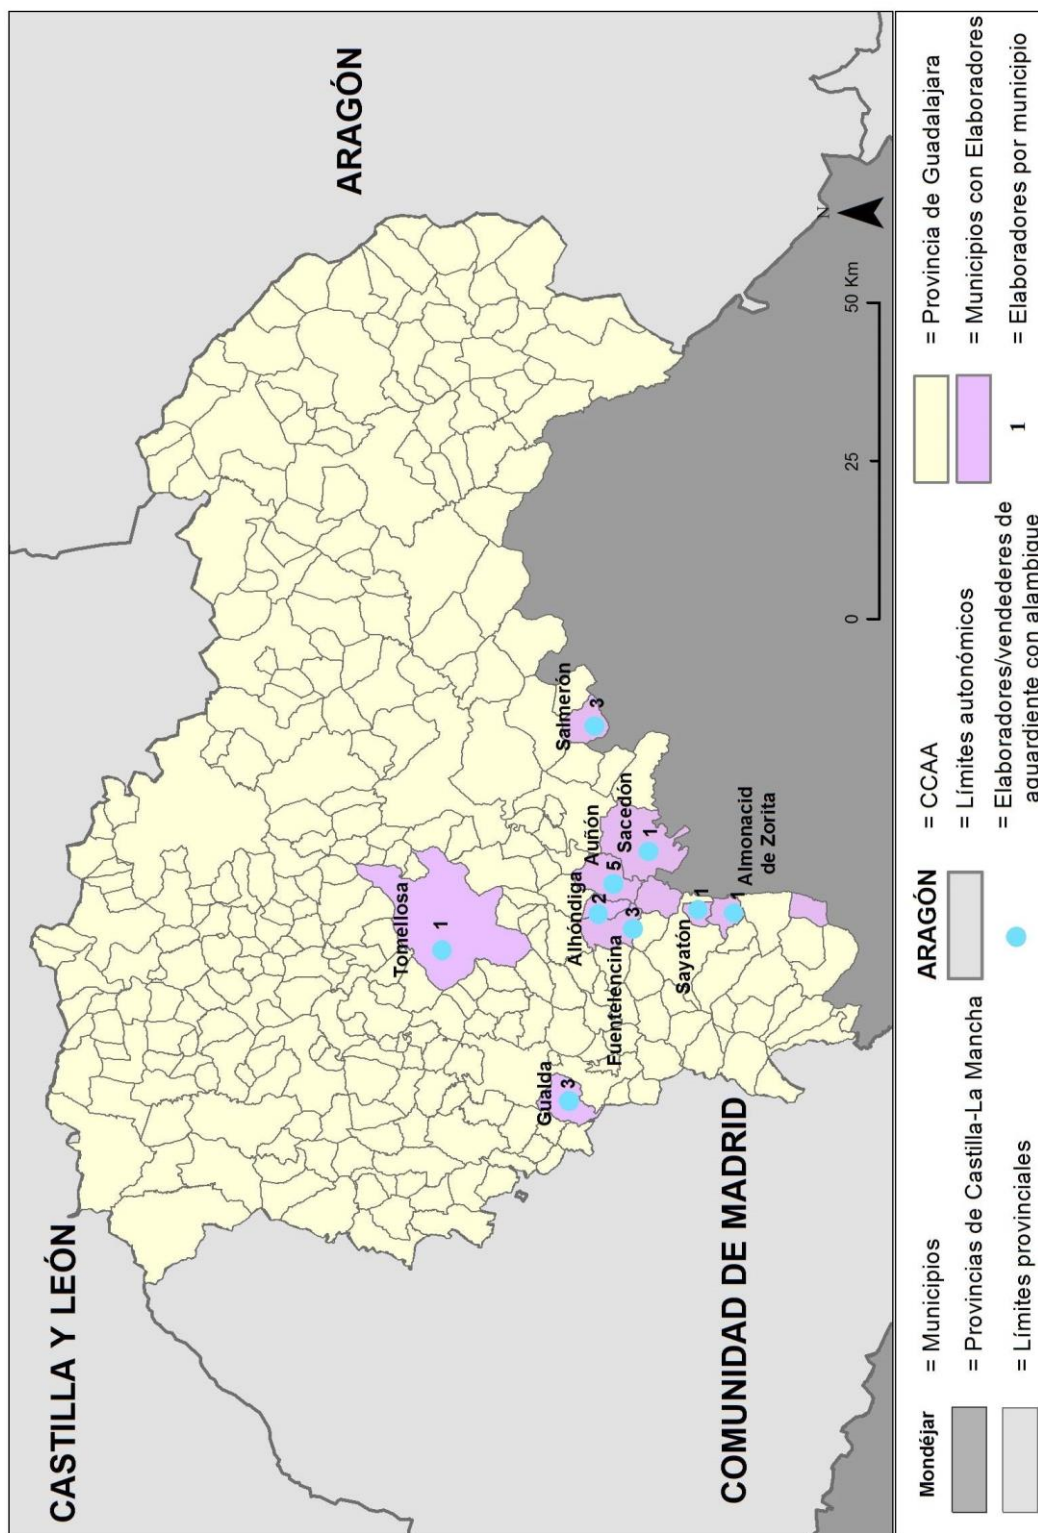 CASTILLA Y LEÓN
ARAGÓN
Tomellosa
1
Gualda
3
Alhóndiga
2
Auñón
5
Salmerón
3
Fuentelencina
3
Sacedón
1
Sayatón
1
Almonacid
de Zorita
1
COMUNIDAD DE MADRID
N
0
25
50 Km
Mondéjar
= Municipios
= Provincias de Castilla-La Mancha
= Límites provinciales
ARAGÓN
= CCAA
= Límites autonómicos
= Elaboradores/vendederes de
aguardiente con alambique
= Provincia de Guadalajara
= Municipios con Elaboradores
1
= Elaboradores por municipio